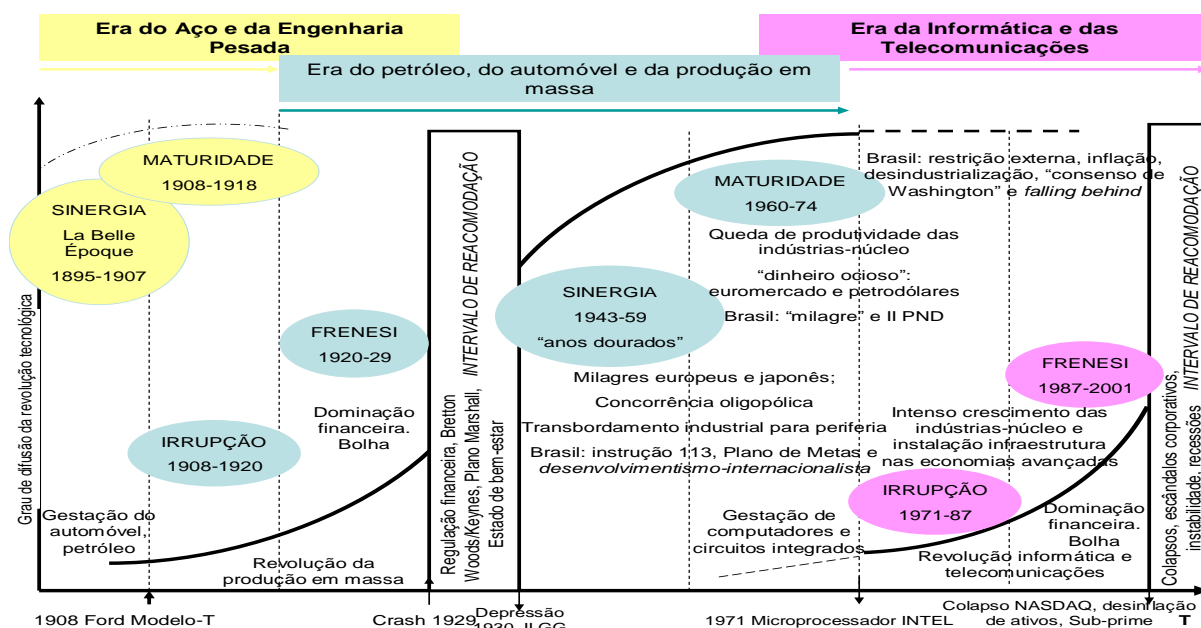 Era do Aço e da Engenharia
Pesada
Era da Informática e das
Telecomunicações
Era do petróleo, do automóvel e da produção em
massa
MATURIDADE
1908-1918
SINERGIA
La Belle
Époque
1895-1907
Grau de difusão da revolução tecnológica
IRRUPÇÃO
1908-1920
FRENESI
1920-29
Dominação
financeira.
Bolha
Gestação do
automóvel,
petróleo
Revolução da
produção em massa
Regulação financeira, Bretton
Woods/Keynes, Plano Marshall,
Estado de bem-estar
INTERVALO DE REACOMODAÇÃO
SINERGIA
1943-59
“anos dourados”
Milagres europeus e japonês;
Concorrência oligopólica
Transbordamento industrial para periferia
Brasil: instrução 113, Plano de Metas e
desenvolvimentismo-internacionalista
MATURIDADE
1960-74
Queda de produtividade das
indústrias-núcleo
“dinheiro ocioso”:
euromercado e petrodólares
Brasil: “milagre” e II PND
Gestação de
computadores e
circuitos integrados
Brasil: restrição externa, inflação,
desindustrialização, “consenso de
Washington” e falling behind
FRENESI
1987-2001
Intenso crescimento das
indústrias-núcleo e
instalação infraestrutura
nas economias avançadas
IRRUPÇÃO
1971-87
Dominação
financeira.
Bolha
Revolução informática e
telecomunicações
Colapsos, escândalos corporativos,
instabilidade, recessões
INTERVALO DE REACOMODAÇÃO
1908 Ford Modelo-T
Crash 1929
Depressão
1930, II GG
1971 Microprocessador INTEL
Colapso NASDAQ, desinflação
de ativos, Sub-prime
T